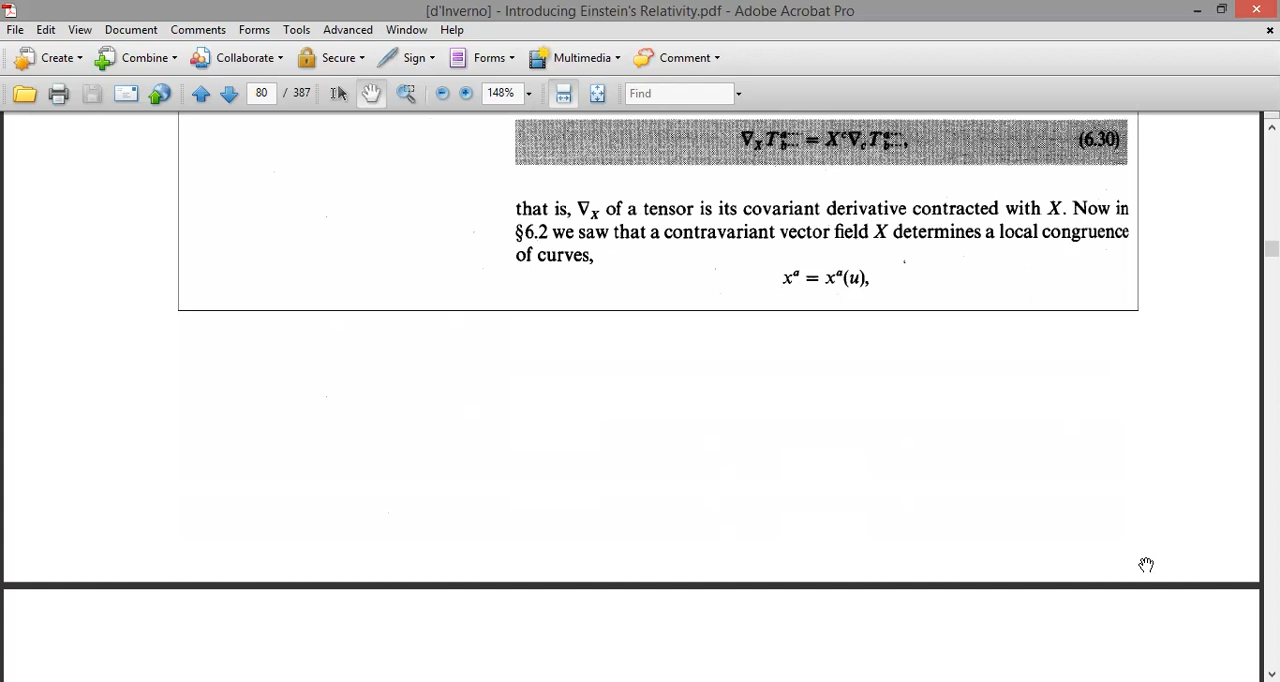 [d'Inverno] - Introducing Einstein's Relativity.pdf - Adobe Acrobat Pro
File Edit View Document Comments Forms Tools Advanced Window Help
Create Combine Collaborate Secure Sign Forms Multimedia Comment
80 / 387 148% Find
∇_X T^{a...}_{b...} = X^c ∇_c T^{a...}_{b...}, (6.30)
that is, ∇_X of a tensor is its covariant derivative contracted with X. Now in
§6.2 we saw that a contravariant vector field X determines a local congruence
of curves,
x^a = x^a(u),